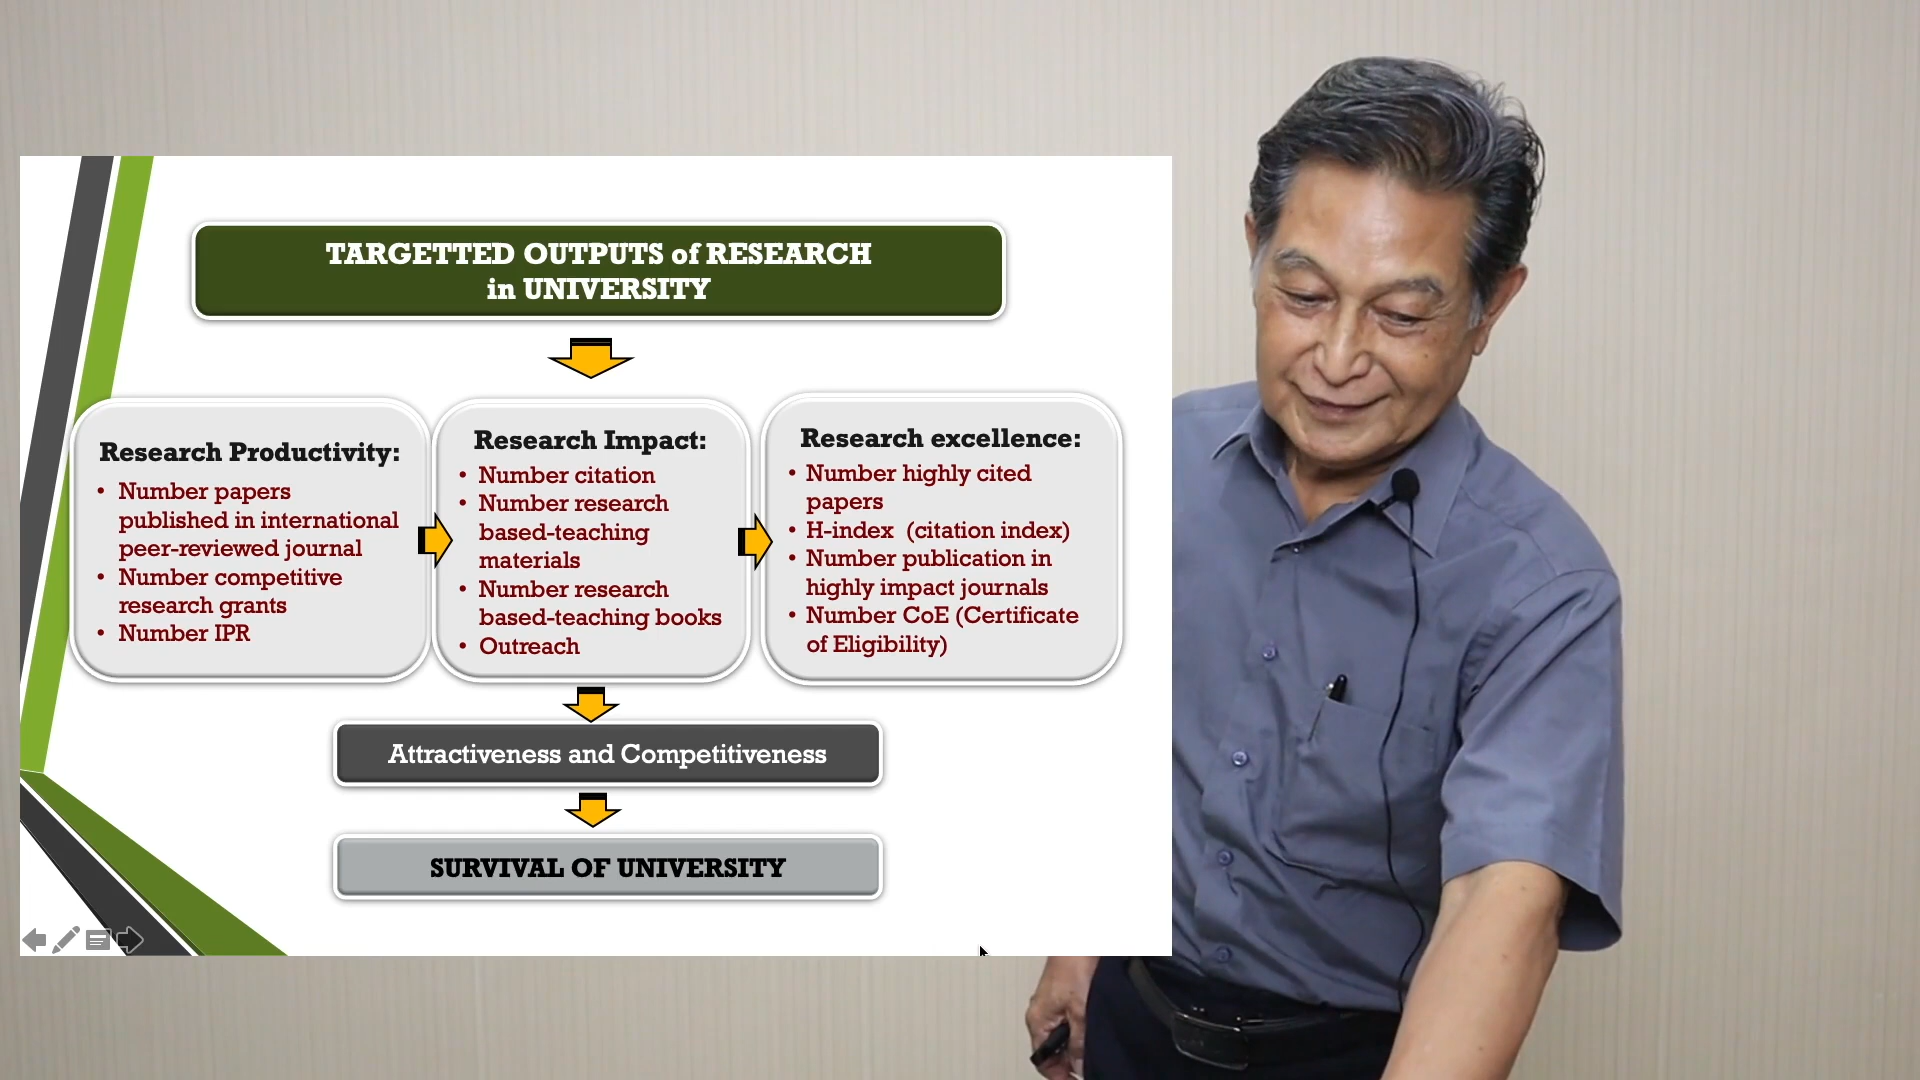 TARGETTED OUTPUTS of RESEARCH
in UNIVERSITY
Research Productivity:
• Number papers
published in international
peer-reviewed journal
• Number competitive
research grants
• Number IPR
Research Impact:
• Number citation
• Number research
based-teaching
materials
• Number research
based-teaching books
• Outreach
Research excellence:
• Number highly cited
papers
• H-index (citation index)
• Number publication in
highly impact journals
• Number CoE (Certificate
of Eligibility)
Attractiveness and Competitiveness
SURVIVAL OF UNIVERSITY